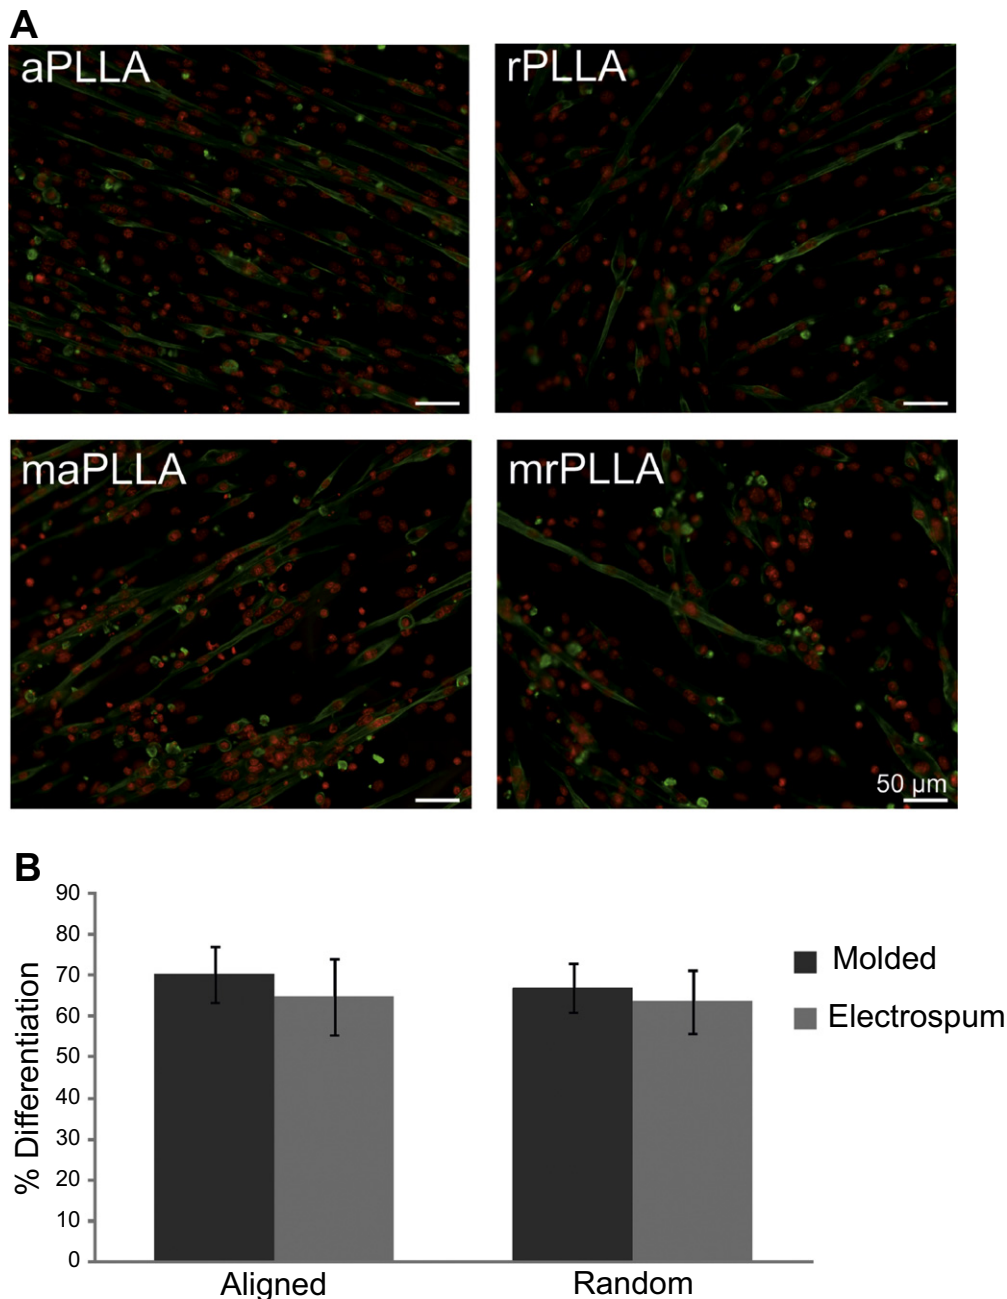 A
aPLLA
rPLLA
maPLLA
mrPLLA
50 μm
B
90
80
70
60
50
40
30
20
10
0
% Differentiation
Aligned
Random
Molded
Electrospum